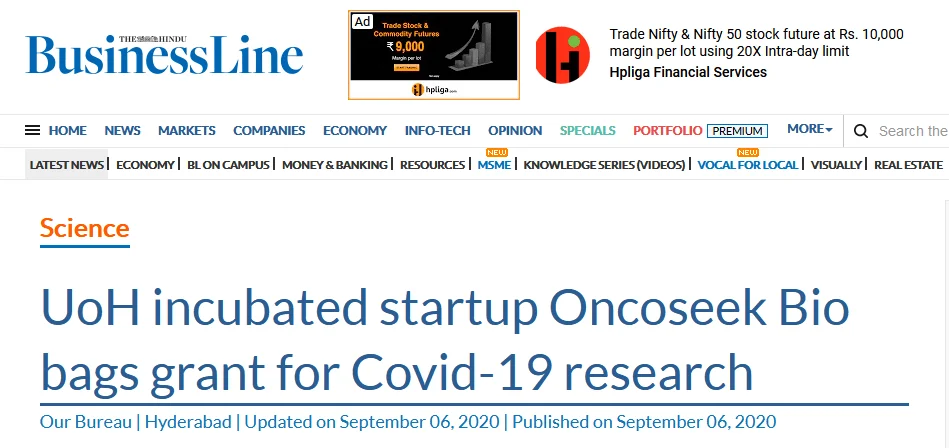 THE HINDU
BusinessLine
Ad
Trade Stock &
Commodity Futures
₹ 9,000
Margin per lot
hpliga.com
Trade Nifty & Nifty 50 stock future at Rs. 10,000
margin per lot using 20X Intra-day limit
Hpliga Financial Services
HOME NEWS MARKETS COMPANIES ECONOMY INFO-TECH OPINION SPECIALS PORTFOLIO PREMIUM MORE Search the
NEW NEW
LATEST NEWS | ECONOMY | BL ON CAMPUS | MONEY & BANKING | RESOURCES | MSME | KNOWLEDGE SERIES (VIDEOS) | VOCAL FOR LOCAL | VISUALLY | REAL ESTATE
Science
UoH incubated startup Oncoseek Bio
bags grant for Covid-19 research
Our Bureau | Hyderabad | Updated on September 06, 2020 | Published on September 06, 2020